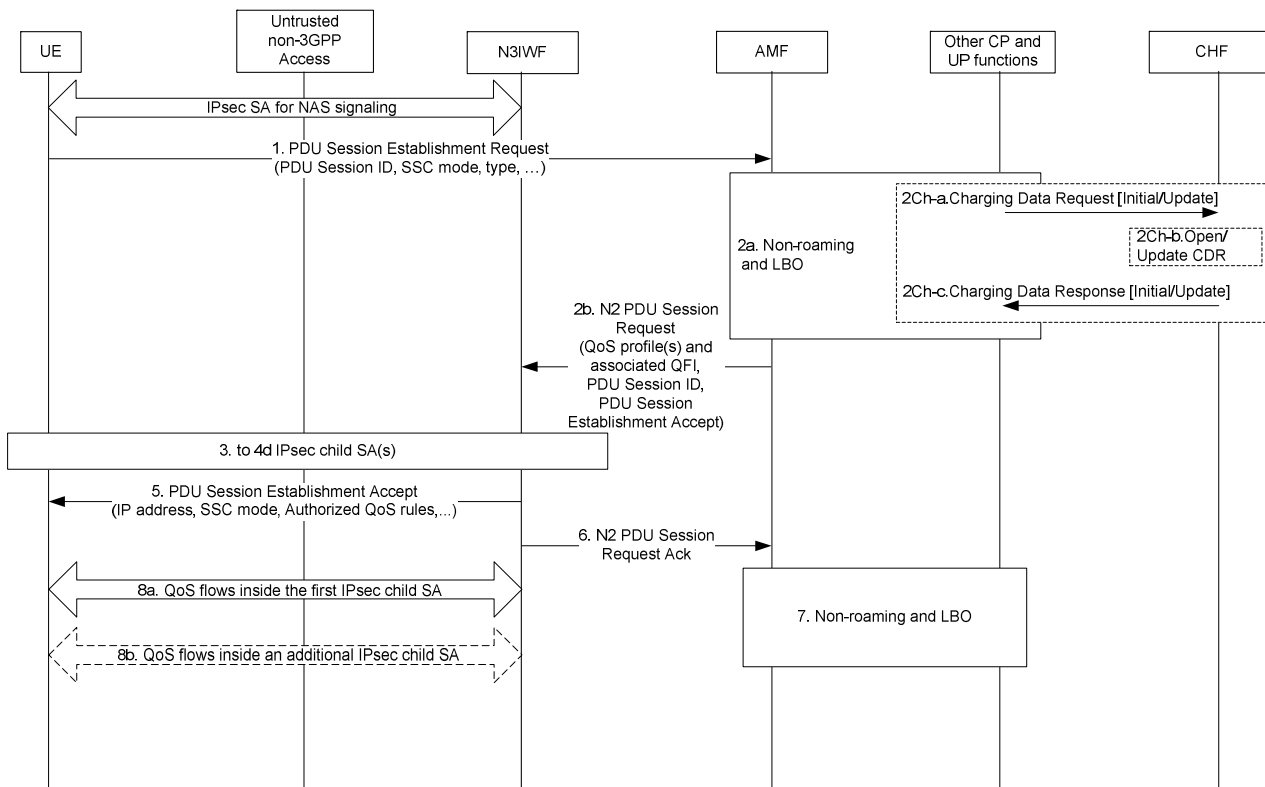 UE
Untrusted
non-3GPP
Access
N3IWF
AMF
Other CP and
UP functions
CHF
IPsec SA for NAS signaling
1. PDU Session Establishment Request
(PDU Session ID, SSC mode, type, …)
2Ch-a.Charging Data Request [Initial/Update]
2a. Non-roaming
and LBO
2Ch-b.Open/
Update CDR
2Ch-c.Charging Data Response [Initial/Update]
2b. N2 PDU Session
Request
(QoS profile(s) and
associated QFI,
PDU Session ID,
PDU Session
Establishment Accept)
3. to 4d IPsec child SA(s)
5. PDU Session Establishment Accept
(IP address, SSC mode, Authorized QoS rules,...)
6. N2 PDU Session
Request Ack
8a. QoS flows inside the first IPsec child SA
7. Non-roaming and LBO
8b. QoS flows inside an additional IPsec child SA